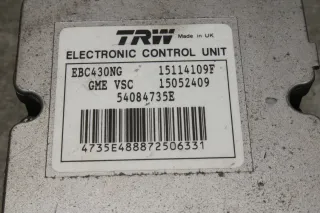 TRW Made in UK
ELECTRONIC CONTROL UNIT
EBC430NG 15114109F
GME VSC 15052409
54084735E
4735E488872506331